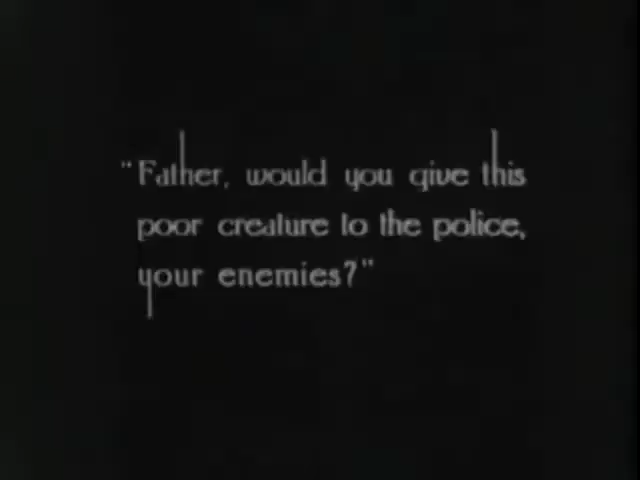 "Father, would you give this
poor creature to the police,
your enemies?"